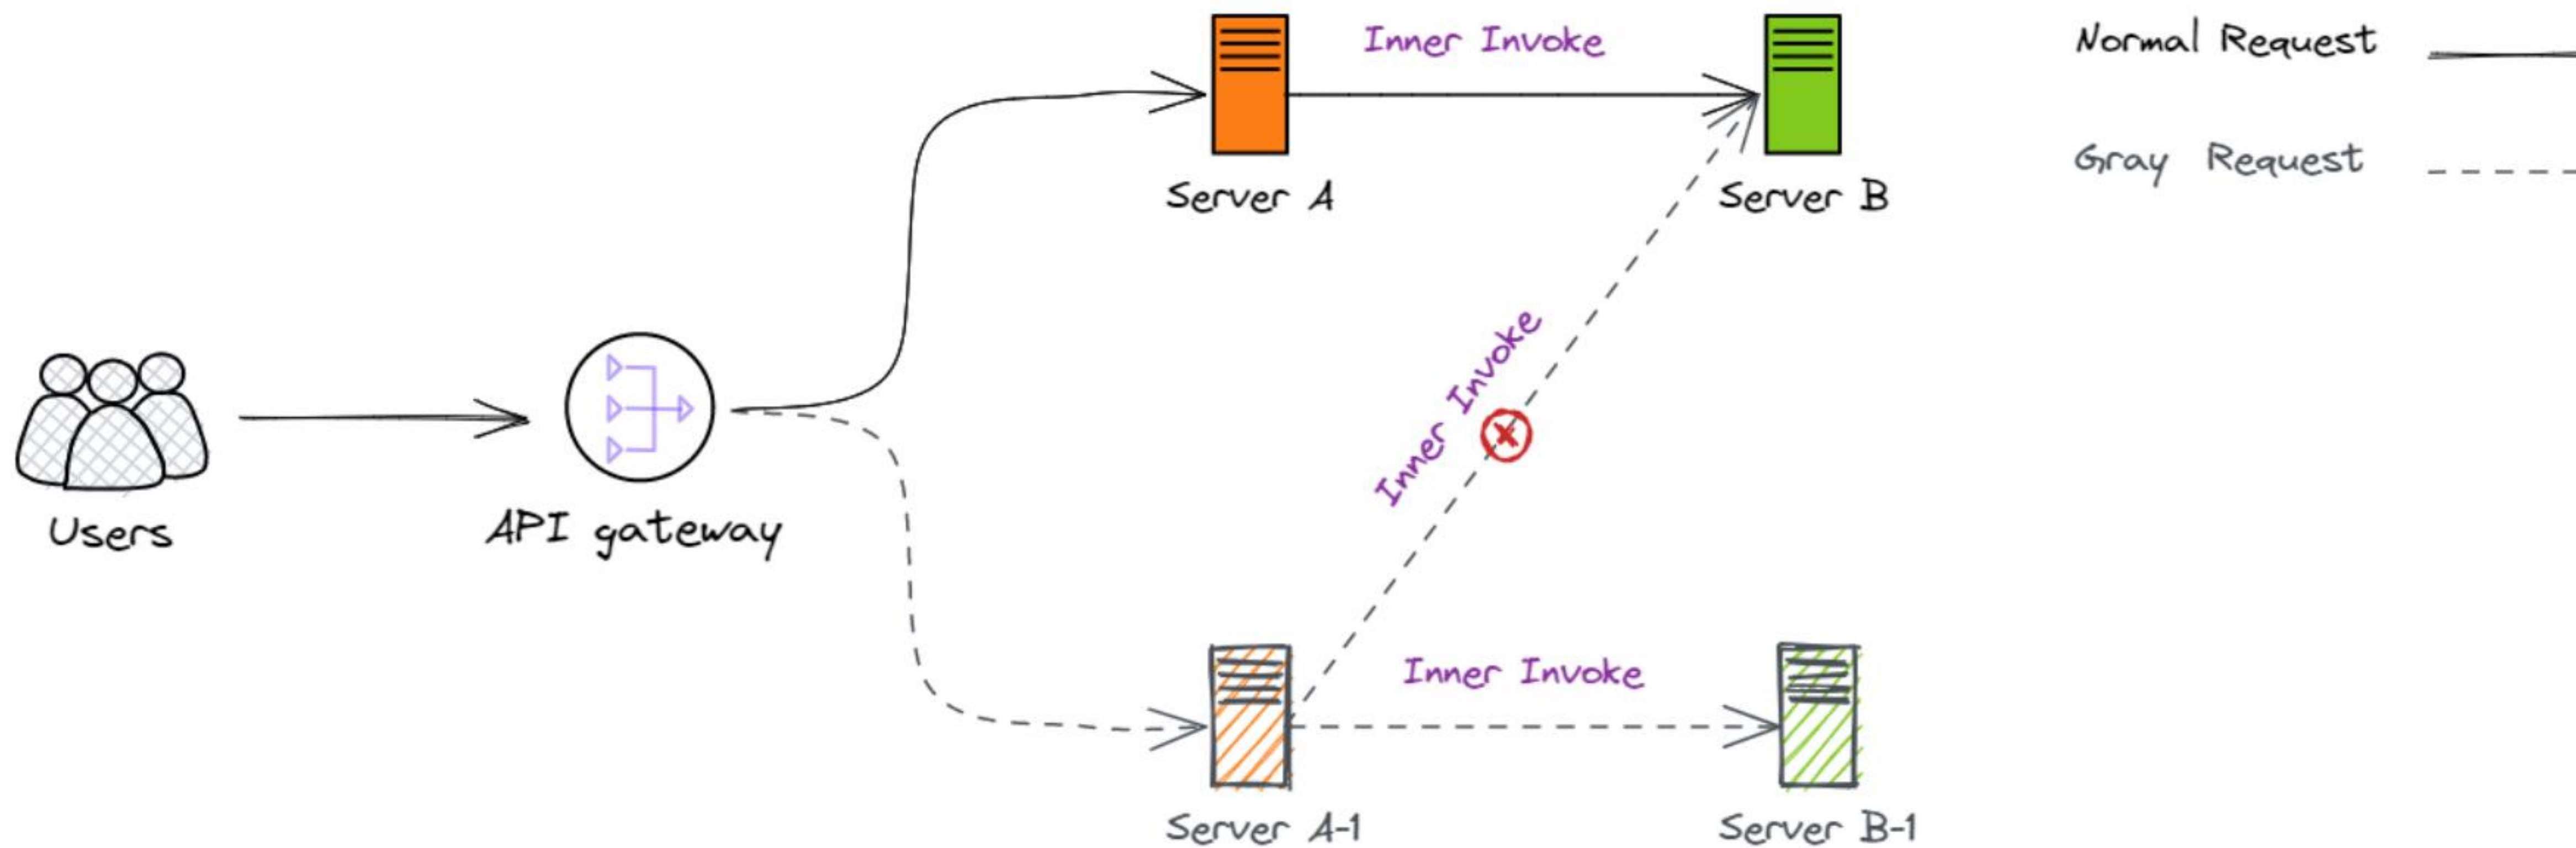 Inner Invoke
Normal Request
Gray Request
Server A
Server B
Inner Invoke
Users
API gateway
Inner Invoke
Server A-1
Server B-1